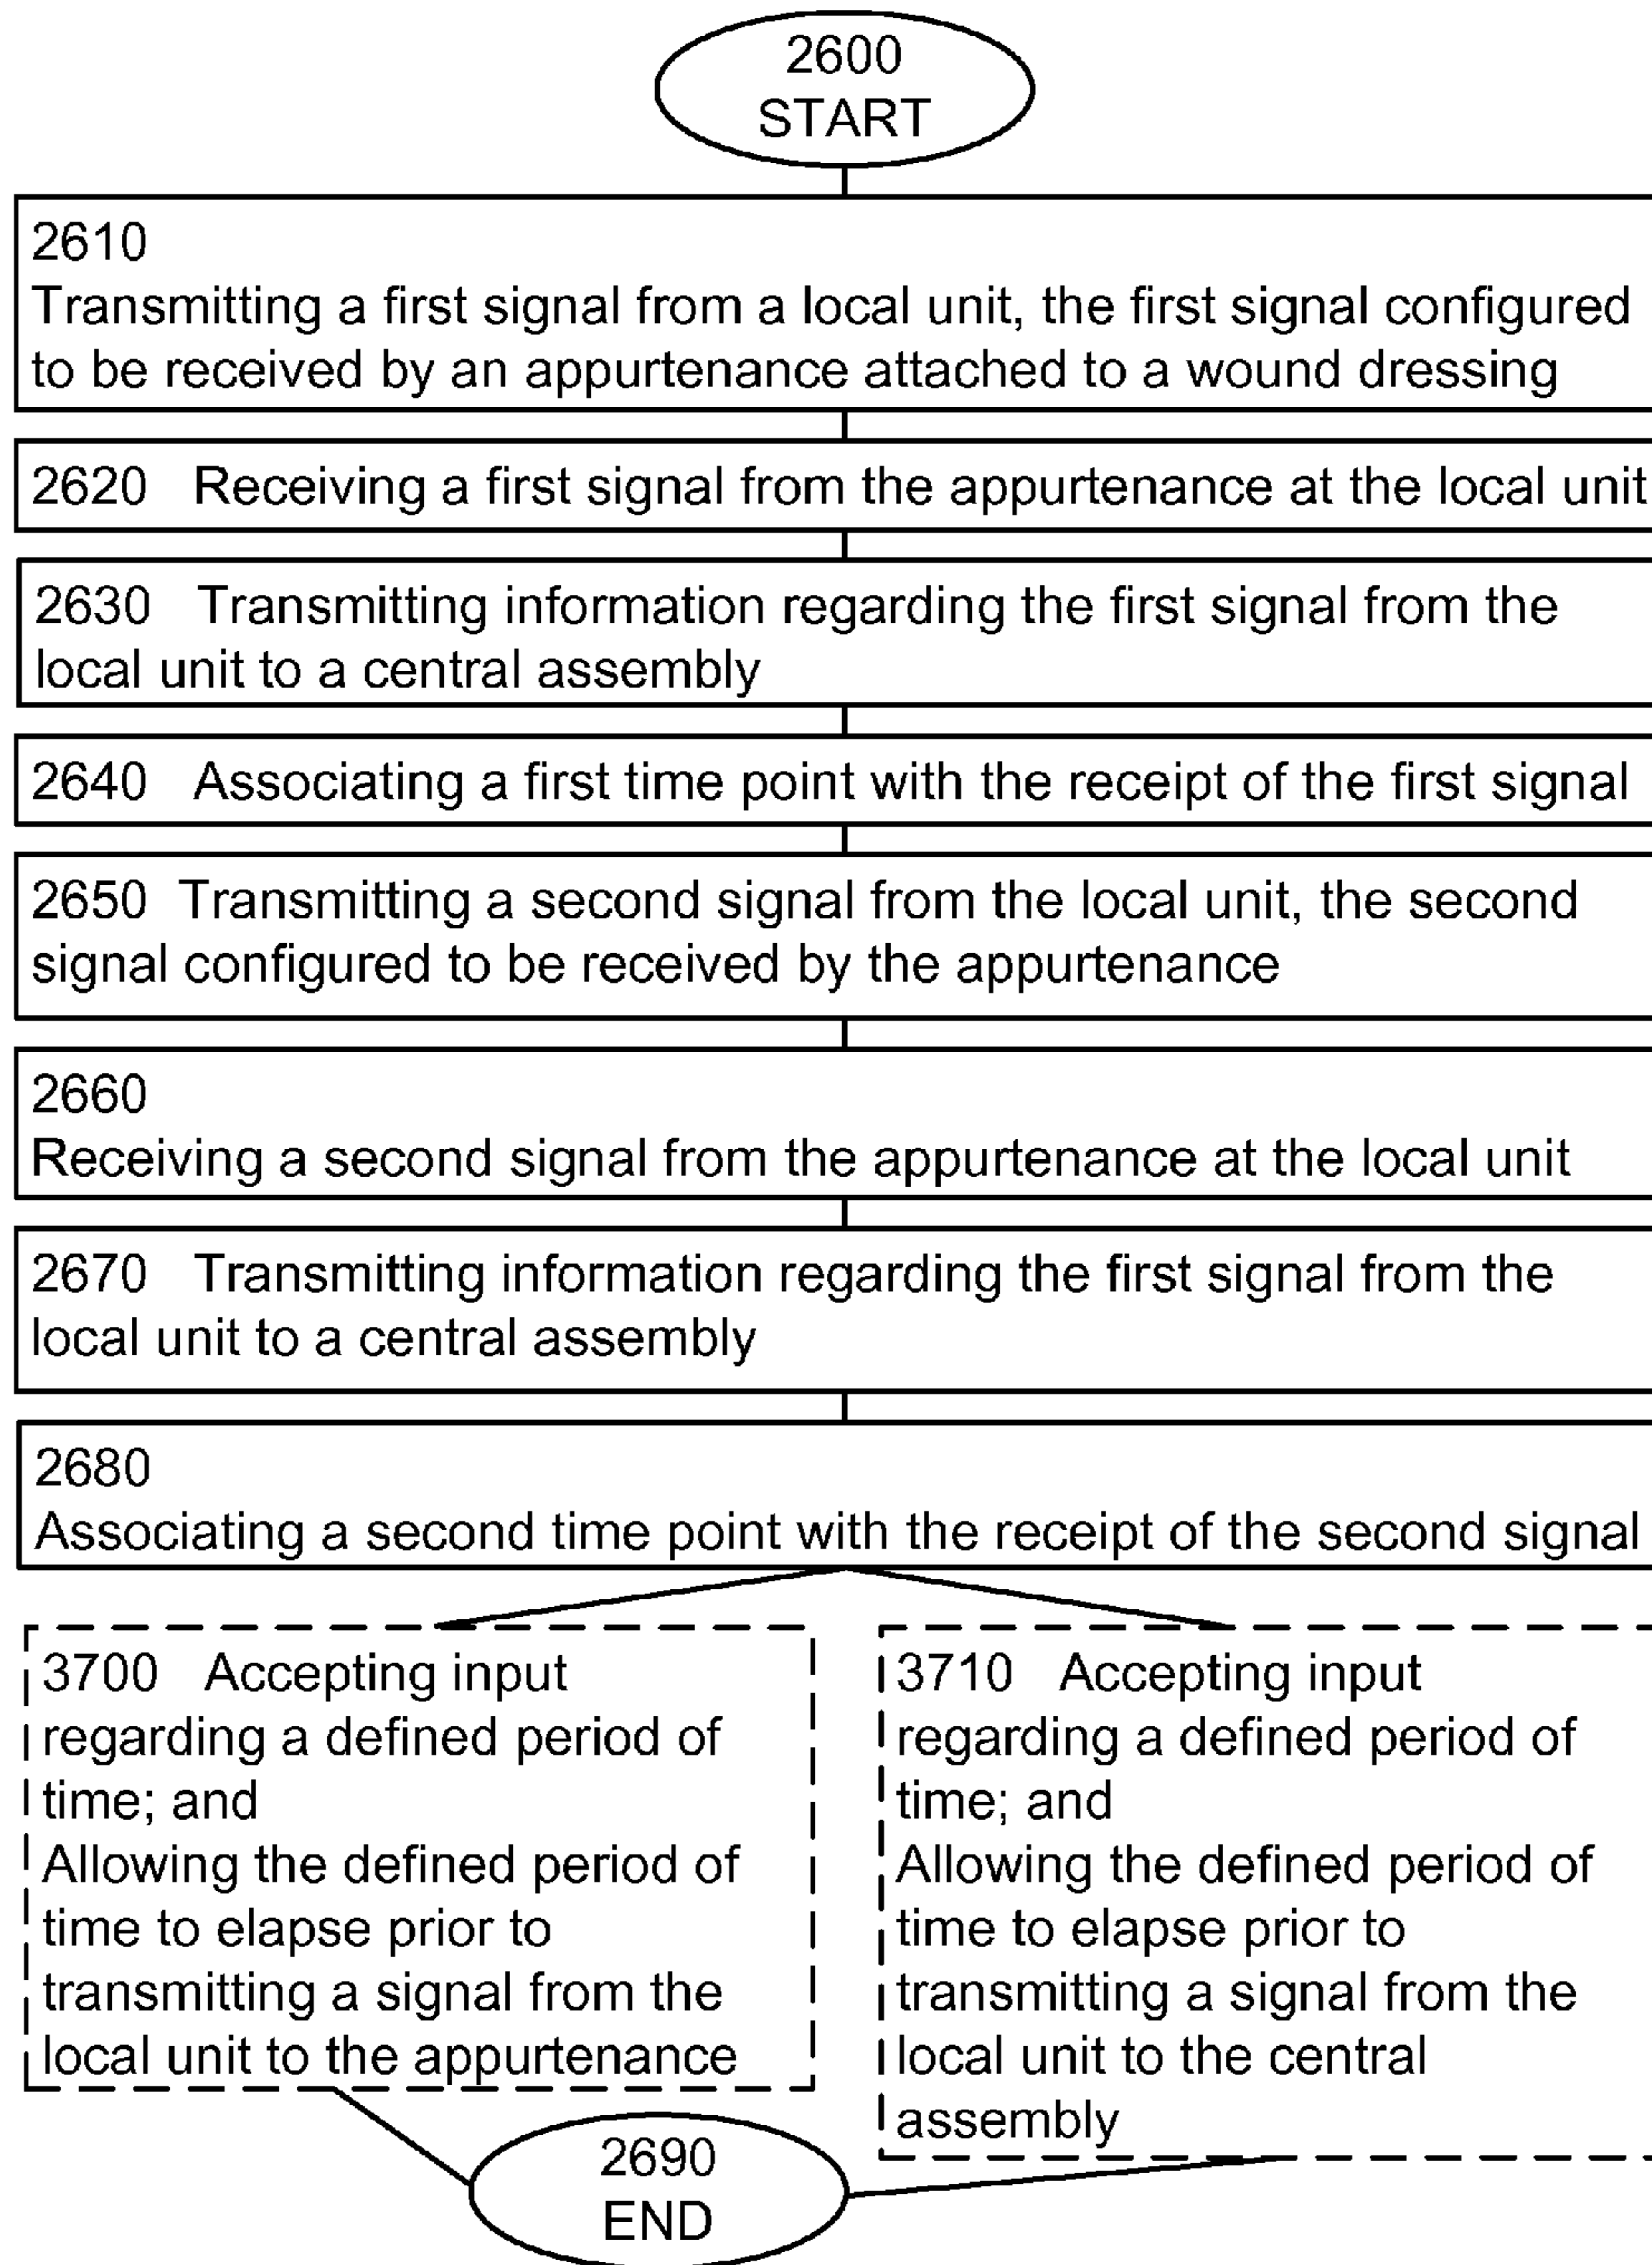 2600
START
2610
Transmitting a first signal from a local unit, the first signal configured
to be received by an appurtenance attached to a wound dressing
2620 Receiving a first signal from the appurtenance at the local unit
2630 Transmitting information regarding the first signal from the
local unit to a central assembly
2640 Associating a first time point with the receipt of the first signal
2650 Transmitting a second signal from the local unit, the second
signal configured to be received by the appurtenance
2660
Receiving a second signal from the appurtenance at the local unit
2670 Transmitting information regarding the first signal from the
local unit to a central assembly
2680
Associating a second time point with the receipt of the second signal
3700 Accepting input
regarding a defined period of
time; and
Allowing the defined period of
time to elapse prior to
transmitting a signal from the
local unit to the appurtenance
3710 Accepting input
regarding a defined period of
time; and
Allowing the defined period of
time to elapse prior to
transmitting a signal from the
local unit to the central
assembly
2690
END